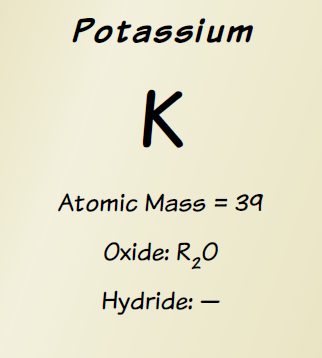 Potassium
K
Atomic Mass = 39
Oxide: R₂O
Hydride: —